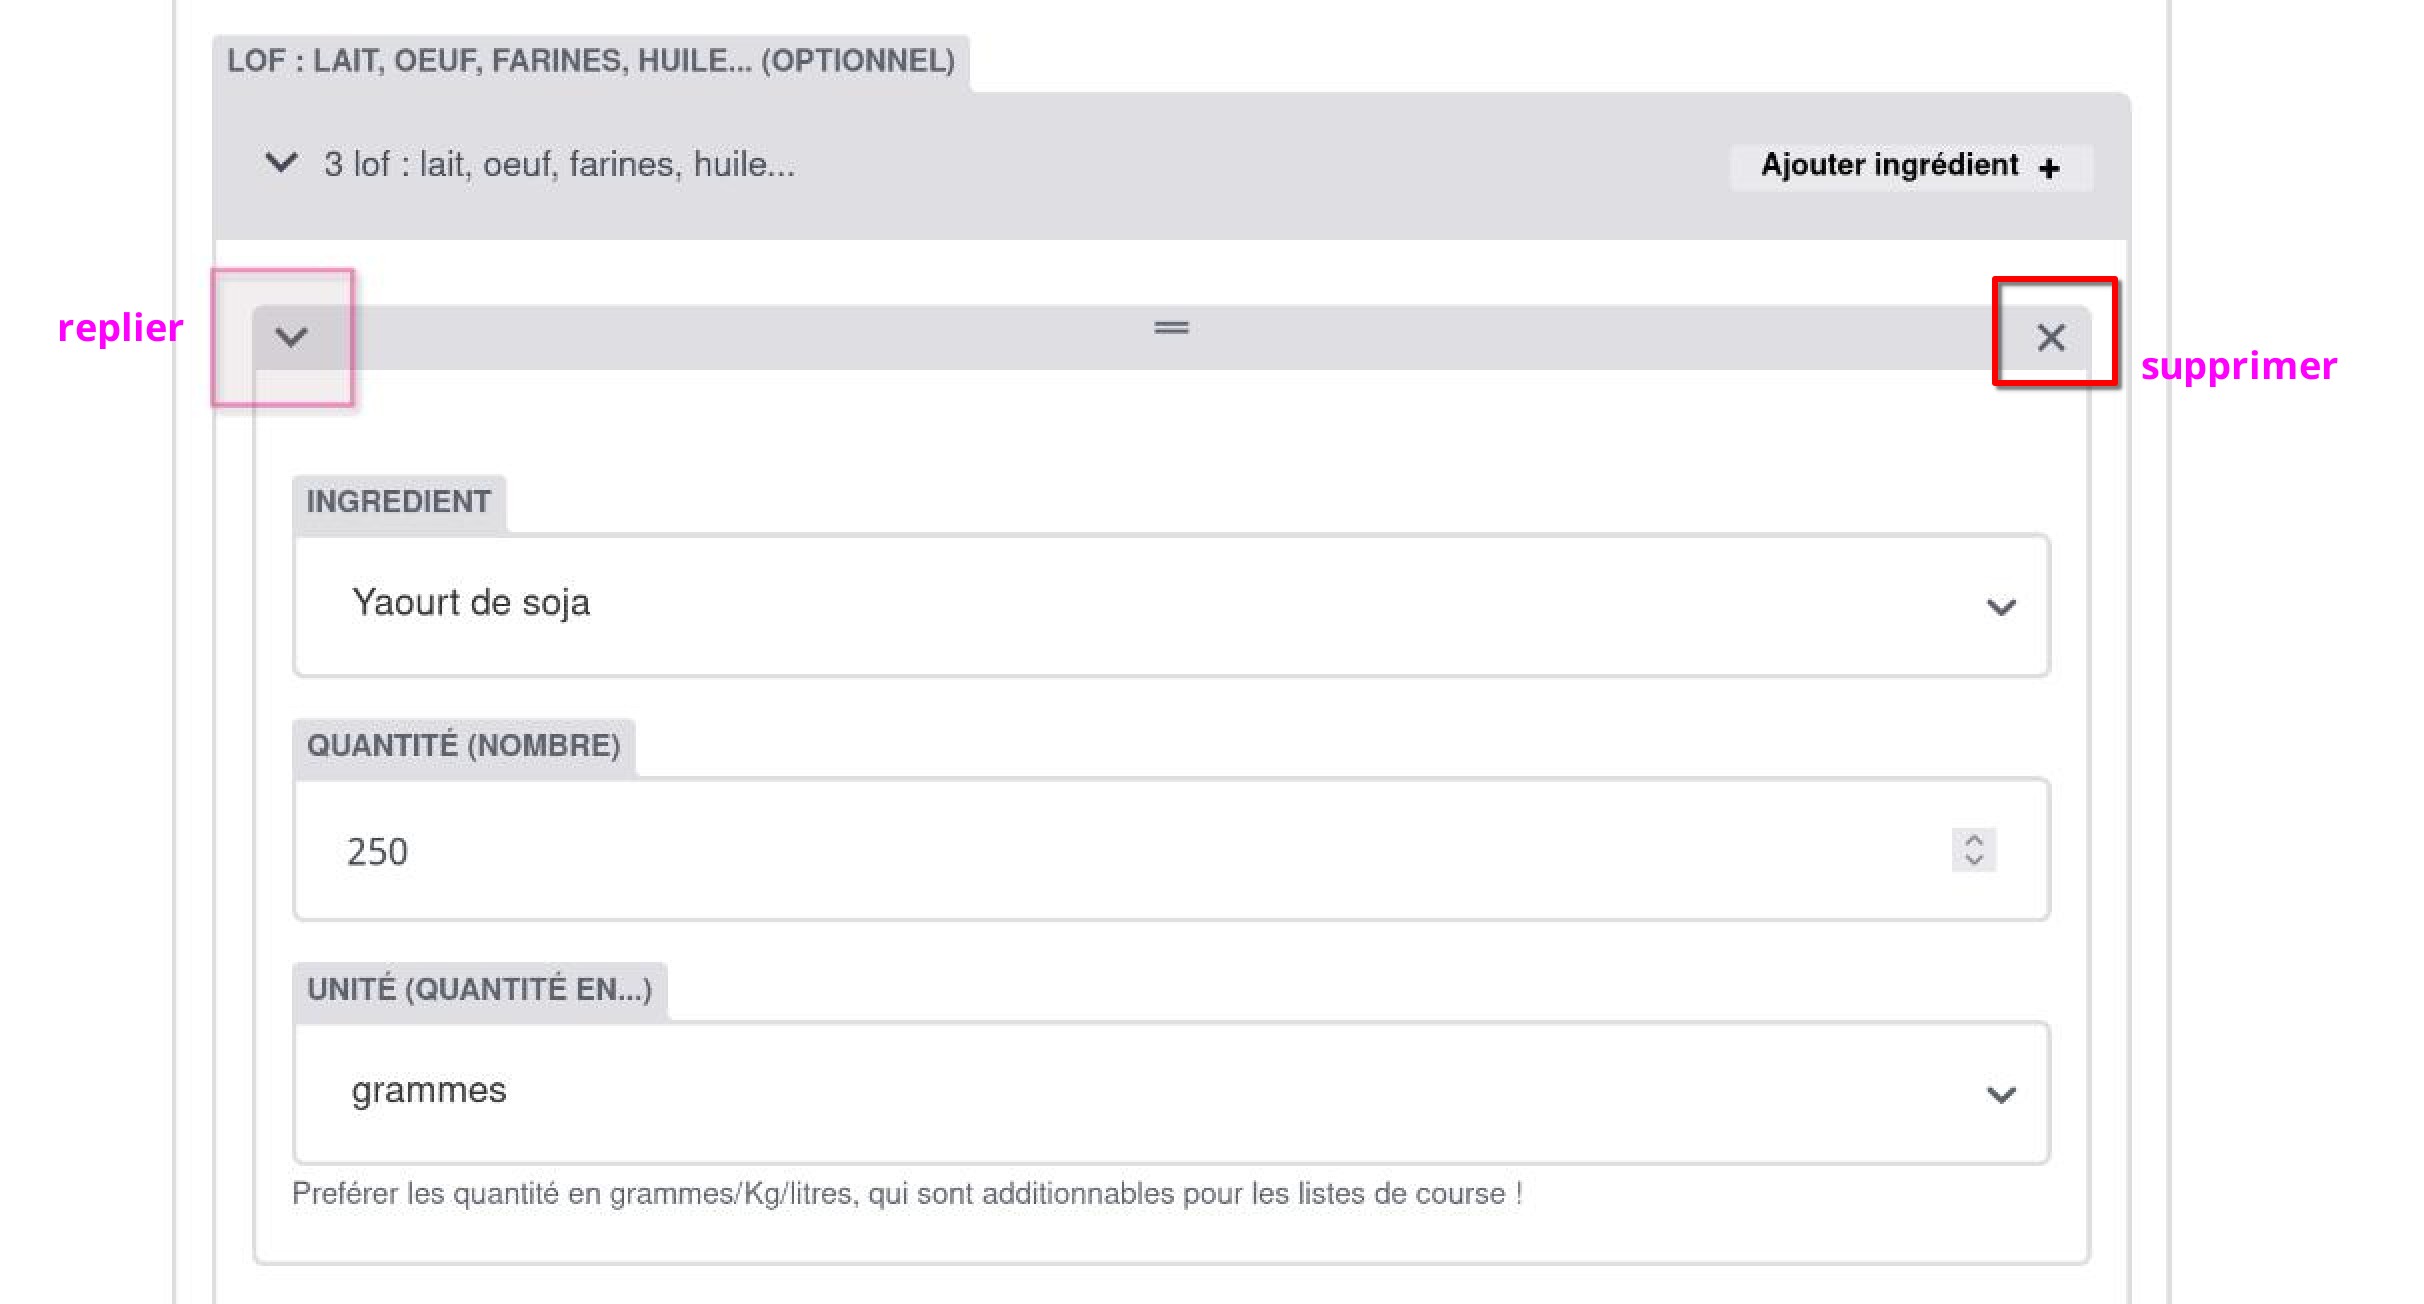 LOF : LAIT, OEUF, FARINES, HUILE... (OPTIONNEL)
3 lof : lait, oeuf, farines, huile...
Ajouter ingrédient +
replier
supprimer
INGREDIENT
Yaourt de soja
QUANTITÉ (NOMBRE)
250
UNITÉ (QUANTITÉ EN...)
grammes
Preférer les quantité en grammes/Kg/litres, qui sont additionnables pour les listes de course !